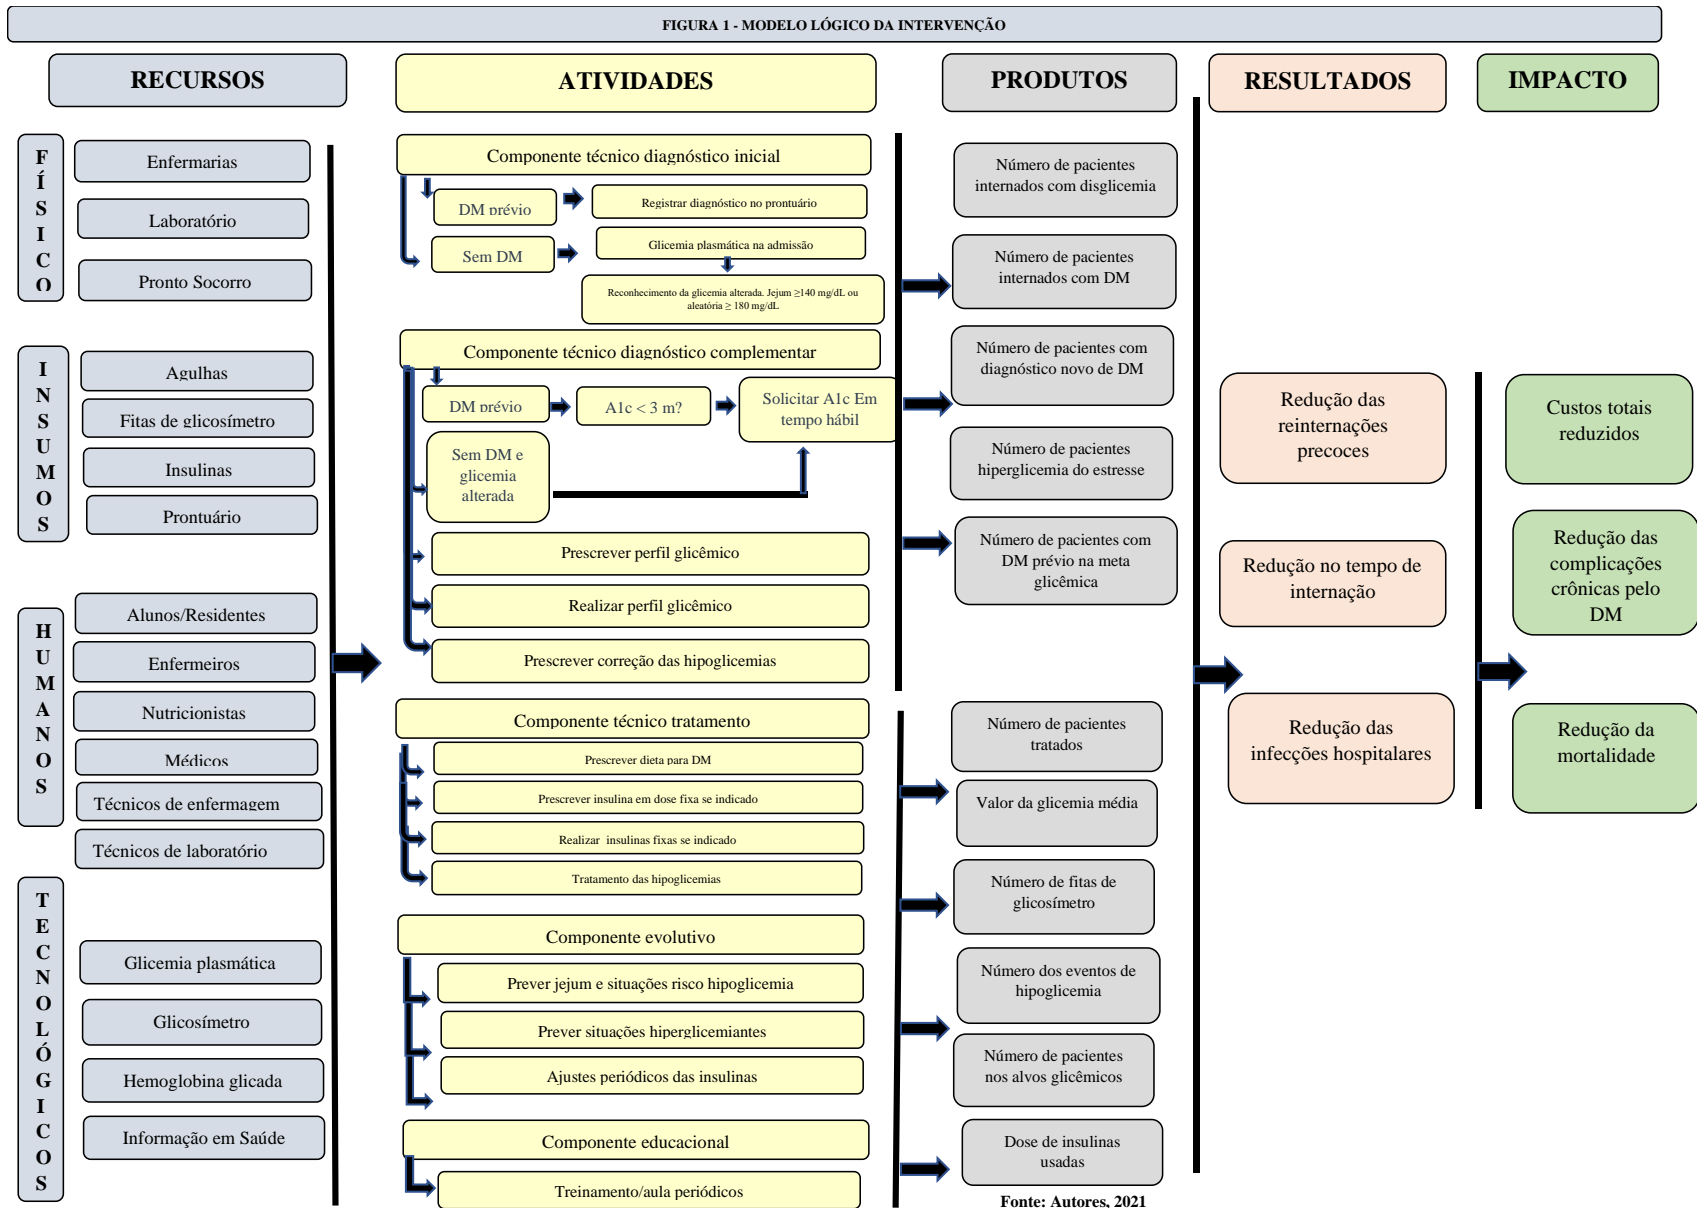 FIGURA 1 - MODELO LÓGICO DA INTERVENÇÃO
RECURSOS
FÍSICO
Enfermarias
Laboratório
Pronto Socorro
INSUMOS
Agulhas
Fitas de glicosímetro
Insulinas
Prontuário
HUMANOS
Alunos/Residentes
Enfermeiros
Nutricionistas
Médicos
Técnicos de enfermagem
Técnicos de laboratório
TECNOLÓGICOS
Glicemia plasmática
Glicosímetro
Hemoglobina glicada
Informação em Saúde
ATIVIDADES
Componente técnico diagnóstico inicial
DM prévio
Registrar diagnóstico no prontuário
Sem DM
Glicemia plasmática na admissão
Reconhecimento da glicemia alterada. Jejum ≥140 mg/dL ou
aleatória ≥ 180 mg/dL
Componente técnico diagnóstico complementar
DM prévio
A1c < 3 m?
Solicitar A1c Em
tempo hábil
Sem DM e
glicemia
alterada
Prescrever perfil glicêmico
Realizar perfil glicêmico
Prescrever correção das hipoglicemias
Componente técnico tratamento
Prescrever dieta para DM
Prescrever insulina em dose fixa se indicado
Realizar insulinas fixas se indicado
Tratamento das hipoglicemias
Componente evolutivo
Prever jejum e situações risco hipoglicemia
Prever situações hiperglicemiantes
Ajustes periódicos das insulinas
Componente educacional
Treinamento/aula periódicos
PRODUTOS
Número de pacientes
internados com disglicemia
Número de pacientes
internados com DM
Número de pacientes com
diagnóstico novo de DM
Número de pacientes
hiperglicemia do estresse
Número de pacientes com
DM prévio na meta
glicêmica
Número de pacientes
tratados
Valor da glicemia média
Número de fitas de
glicosímetro
Número dos eventos de
hipoglicemia
Número de pacientes
nos alvos glicêmicos
Dose de insulinas
usadas
RESULTADOS
Redução das
reinternações
precoces
Redução no tempo de
internação
Redução das
infecções hospitalares
IMPACTO
Custos totais
reduzidos
Redução das
complicações
crônicas pelo
DM
Redução da
mortalidade
Fonte: Autores, 2021